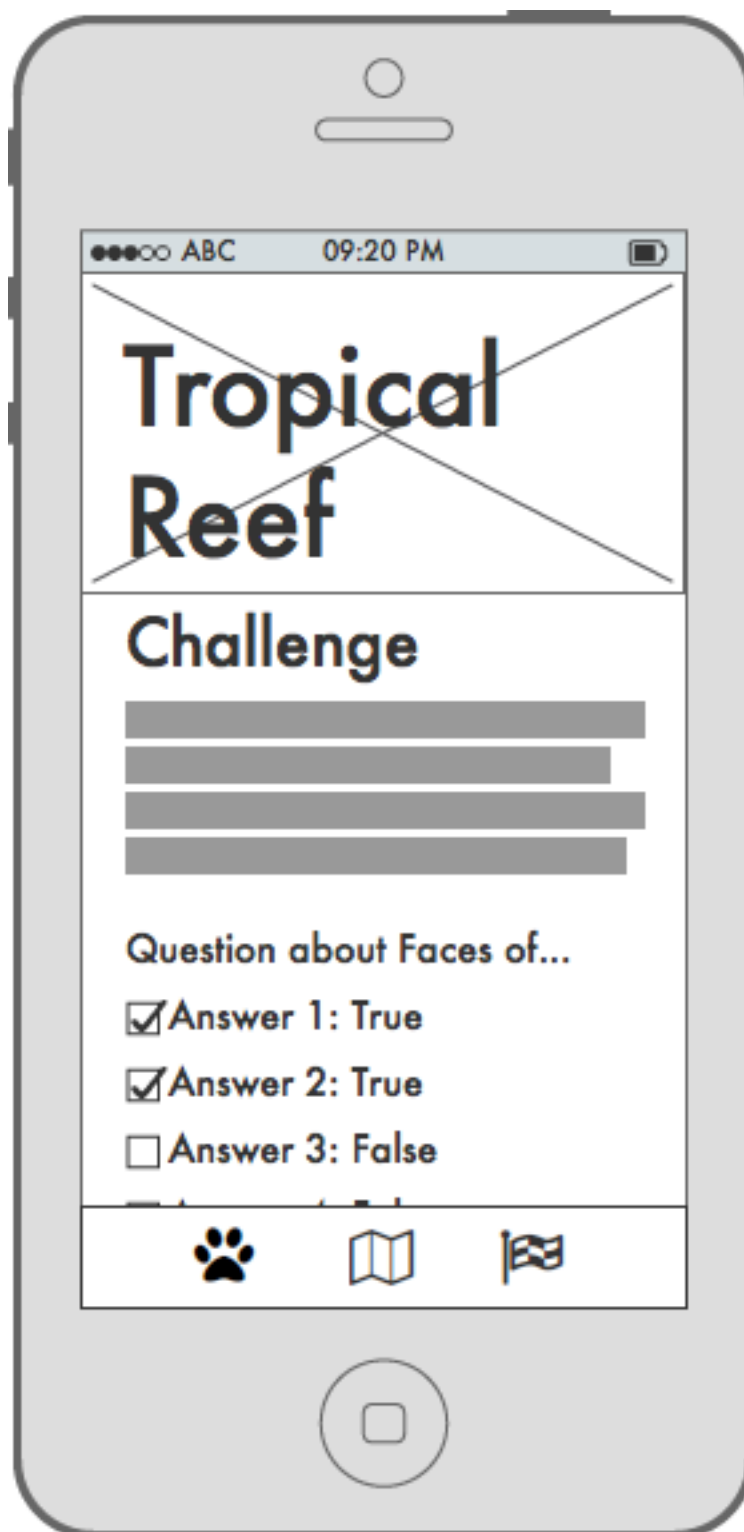 ABC 09:20 PM
Tropical
Reef
Challenge
Question about Faces of...
Answer 1: True
Answer 2: True
Answer 3: False